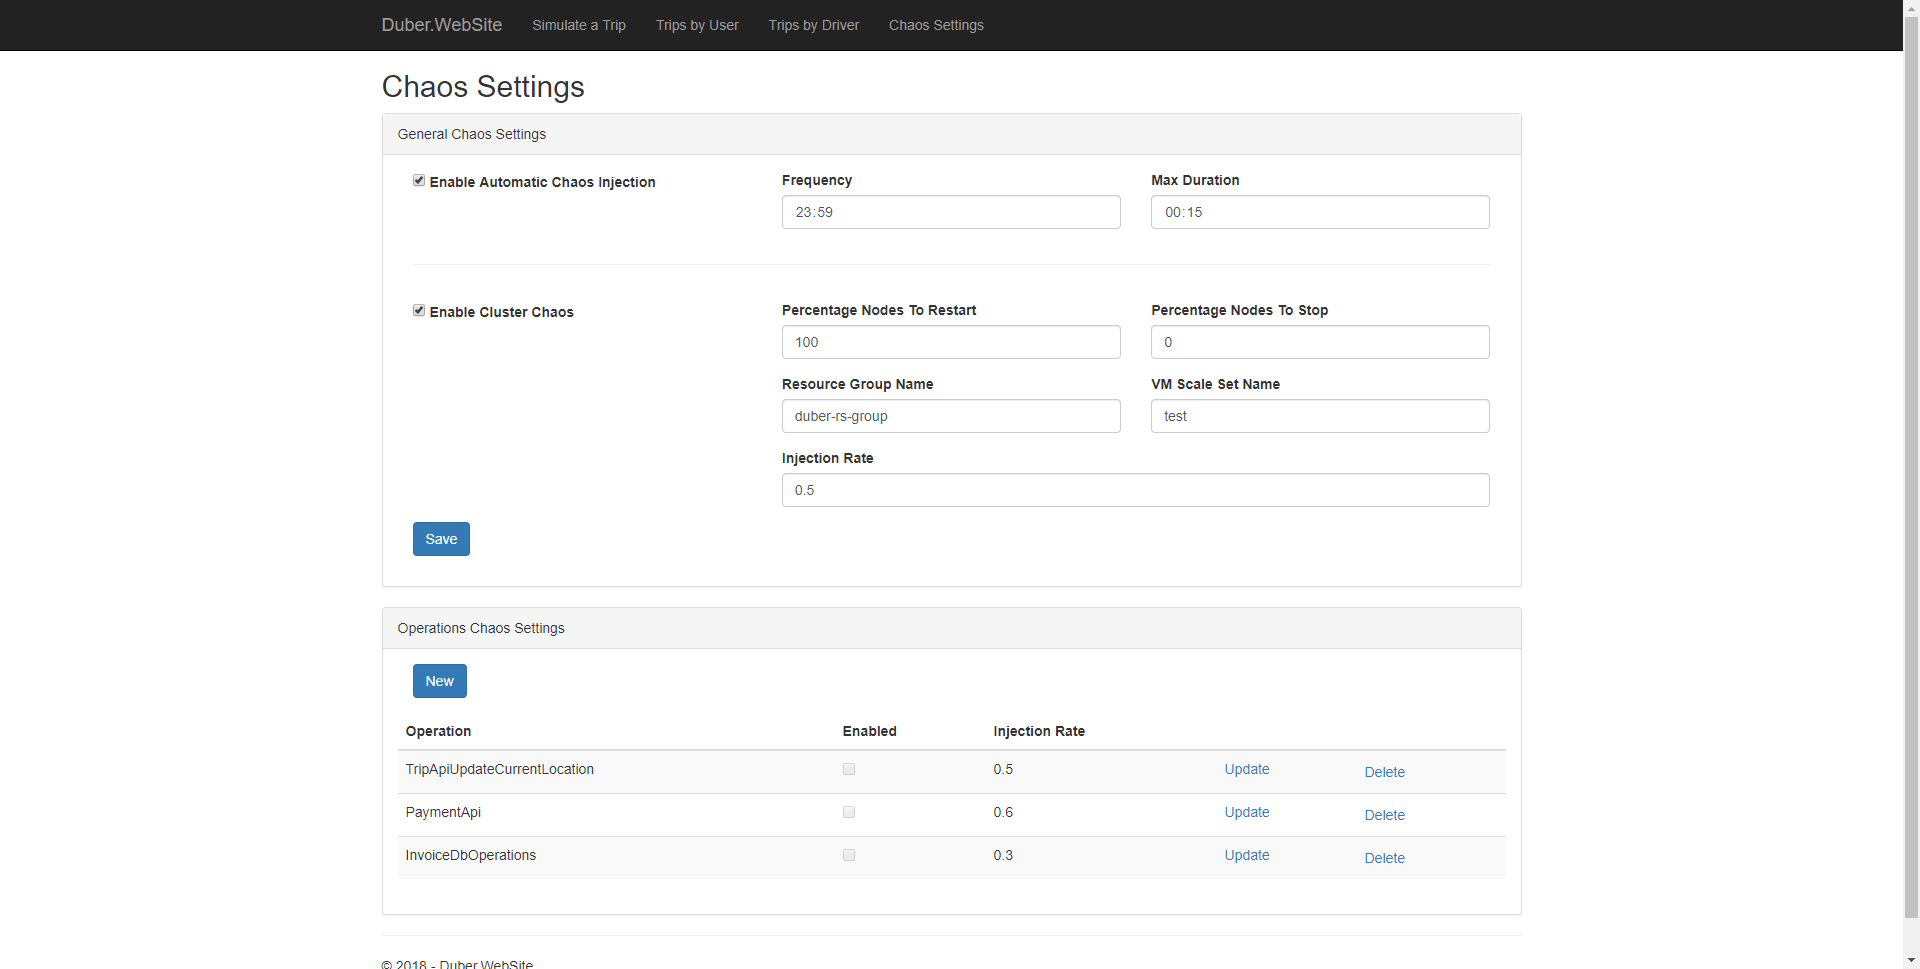 Duber.WebSite Simulate a Trip Trips by User Trips by Driver Chaos Settings
Chaos Settings
General Chaos Settings
Enable Automatic Chaos Injection
Frequency
23:59
Max Duration
00:15
Enable Cluster Chaos
Percentage Nodes To Restart
100
Percentage Nodes To Stop
0
Resource Group Name
duber-rs-group
VM Scale Set Name
test
Injection Rate
0.5
Save
Operations Chaos Settings
New
Operation Enabled Injection Rate
TripApiUpdateCurrentLocation 0.5 Update Delete
PaymentApi 0.6 Update Delete
InvoiceDbOperations 0.3 Update Delete
© 2018 - Duber.WebSite